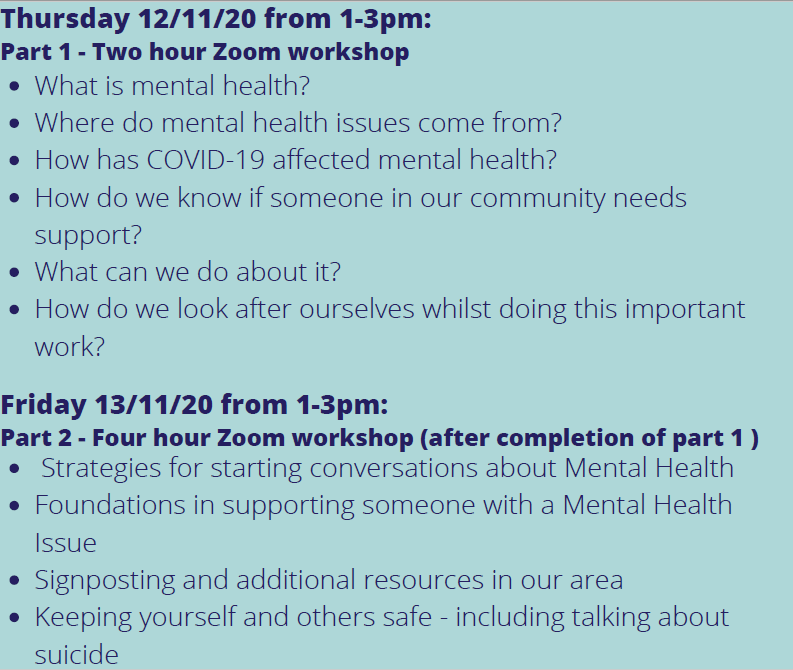 Thursday 12/11/20 from 1-3pm:
Part 1 - Two hour Zoom workshop
• What is mental health?
• Where do mental health issues come from?
• How has COVID-19 affected mental health?
• How do we know if someone in our community needs
support?
• What can we do about it?
• How do we look after ourselves whilst doing this important
work?
Friday 13/11/20 from 1-3pm:
Part 2 - Four hour Zoom workshop (after completion of part 1 )
• Strategies for starting conversations about Mental Health
• Foundations in supporting someone with a Mental Health
Issue
• Signposting and additional resources in our area
• Keeping yourself and others safe - including talking about
suicide